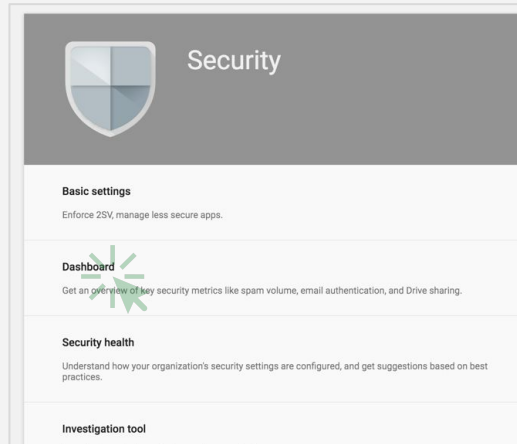 Security
Basic settings
Enforce 2SV, manage less secure apps.
Dashboard
Get an overview of key security metrics like spam volume, email authentication, and Drive sharing.
Security health
Understand how your organization's security settings are configured, and get suggestions based on best
practices.
Investigation tool